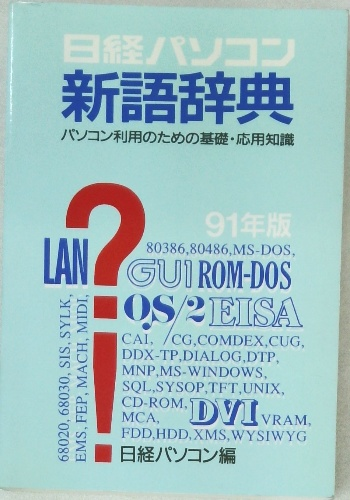 日経パソコン
新語辞典
パソコン利用のための基礎・応用知識
91年版
LAN
?
!
80386,80486,MS-DOS,
GUI ROM-DOS
OS/2 EISA
CAI, CG,COMDEX,CUG,
DDX-TP,DIALOG,DTP,
MNP,MS-WINDOWS,
SQL,SYSOP,TFT,UNIX,
CD-ROM,
MCA, DVI VRAM,
FDD,HDD,XMS,WYSIWYG
68020, 68030, SIS, SYLK,
EMS, FEP, MACH, MIDI,
日経パソコン編